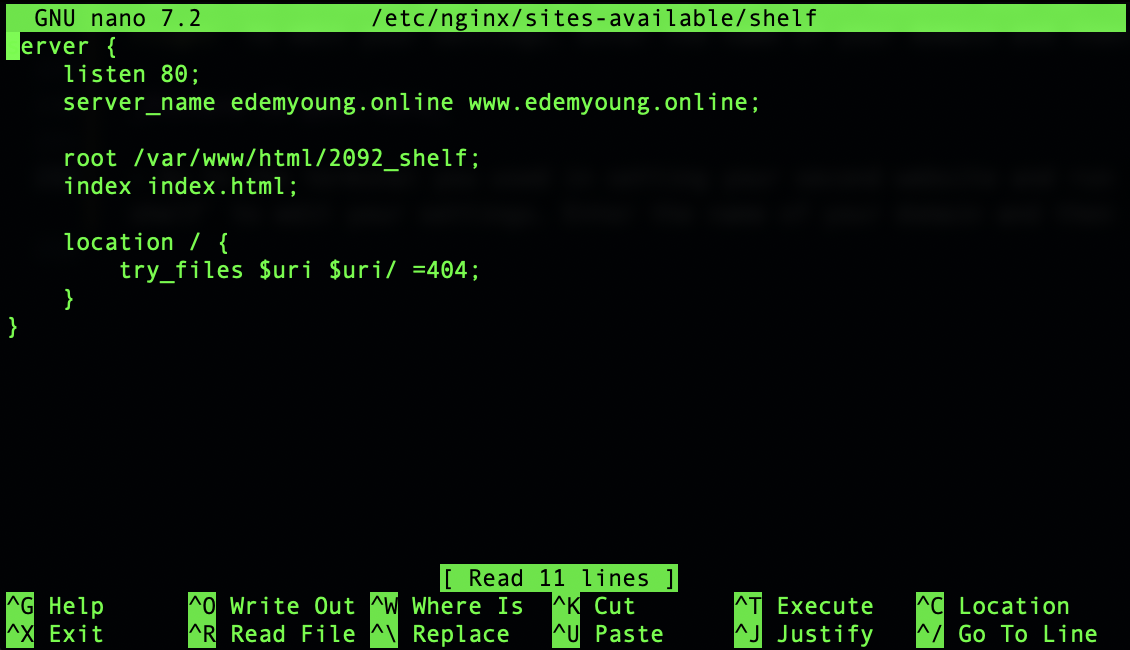 GNU nano 7.2 /etc/nginx/sites-available/shelf
server {
listen 80;
server_name edemyoung.online www.edemyoung.online;
root /var/www/html/2092_shelf;
index index.html;
location / {
try_files $uri $uri/ =404;
}
}
[ Read 11 lines ]
^G Help ^O Write Out ^W Where Is ^K Cut ^T Execute ^C Location
^X Exit ^R Read File ^\ Replace ^U Paste ^J Justify ^/ Go To Line